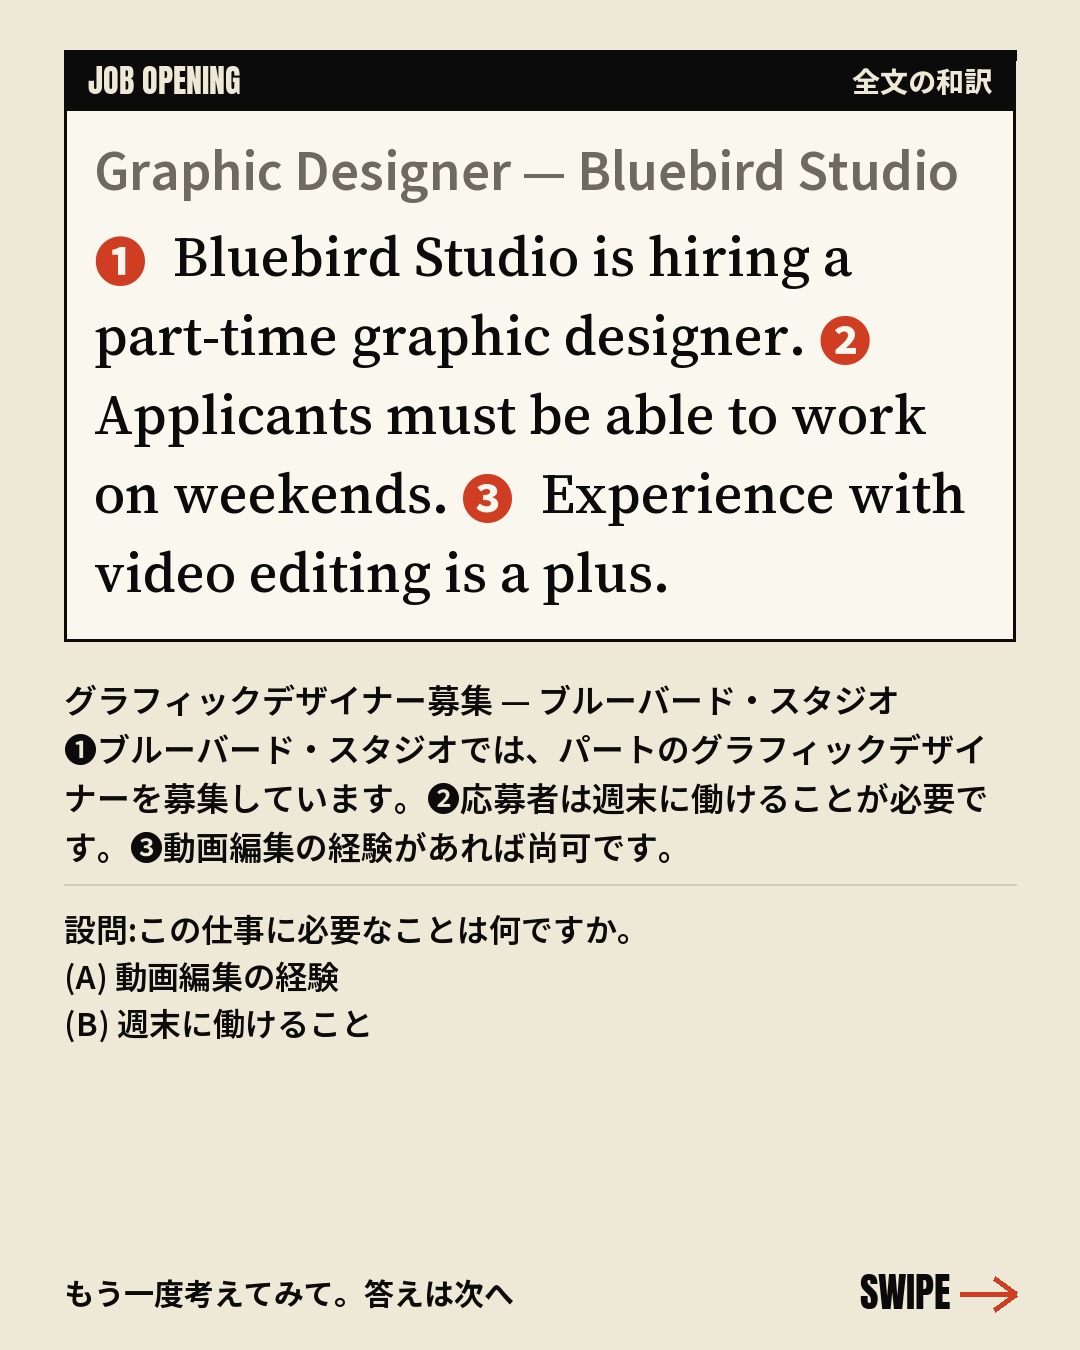 JOB OPENING
全文の和訳
Graphic Designer — Bluebird Studio
❶ Bluebird Studio is hiring a
part-time graphic designer. ❷
Applicants must be able to work
on weekends. ❸ Experience with
video editing is a plus.
グラフィックデザイナー募集 — ブルーバード・スタジオ
❶ブルーバード・スタジオでは、パートのグラフィックデザイ
ナーを募集しています。❷応募者は週末に働けることが必要で
す。❸動画編集の経験があれば尚可です。
設問:この仕事に必要なことは何ですか。
(A) 動画編集の経験
(B) 週末に働けること
もう一度考えてみて。答えは次へ
SWIPE →